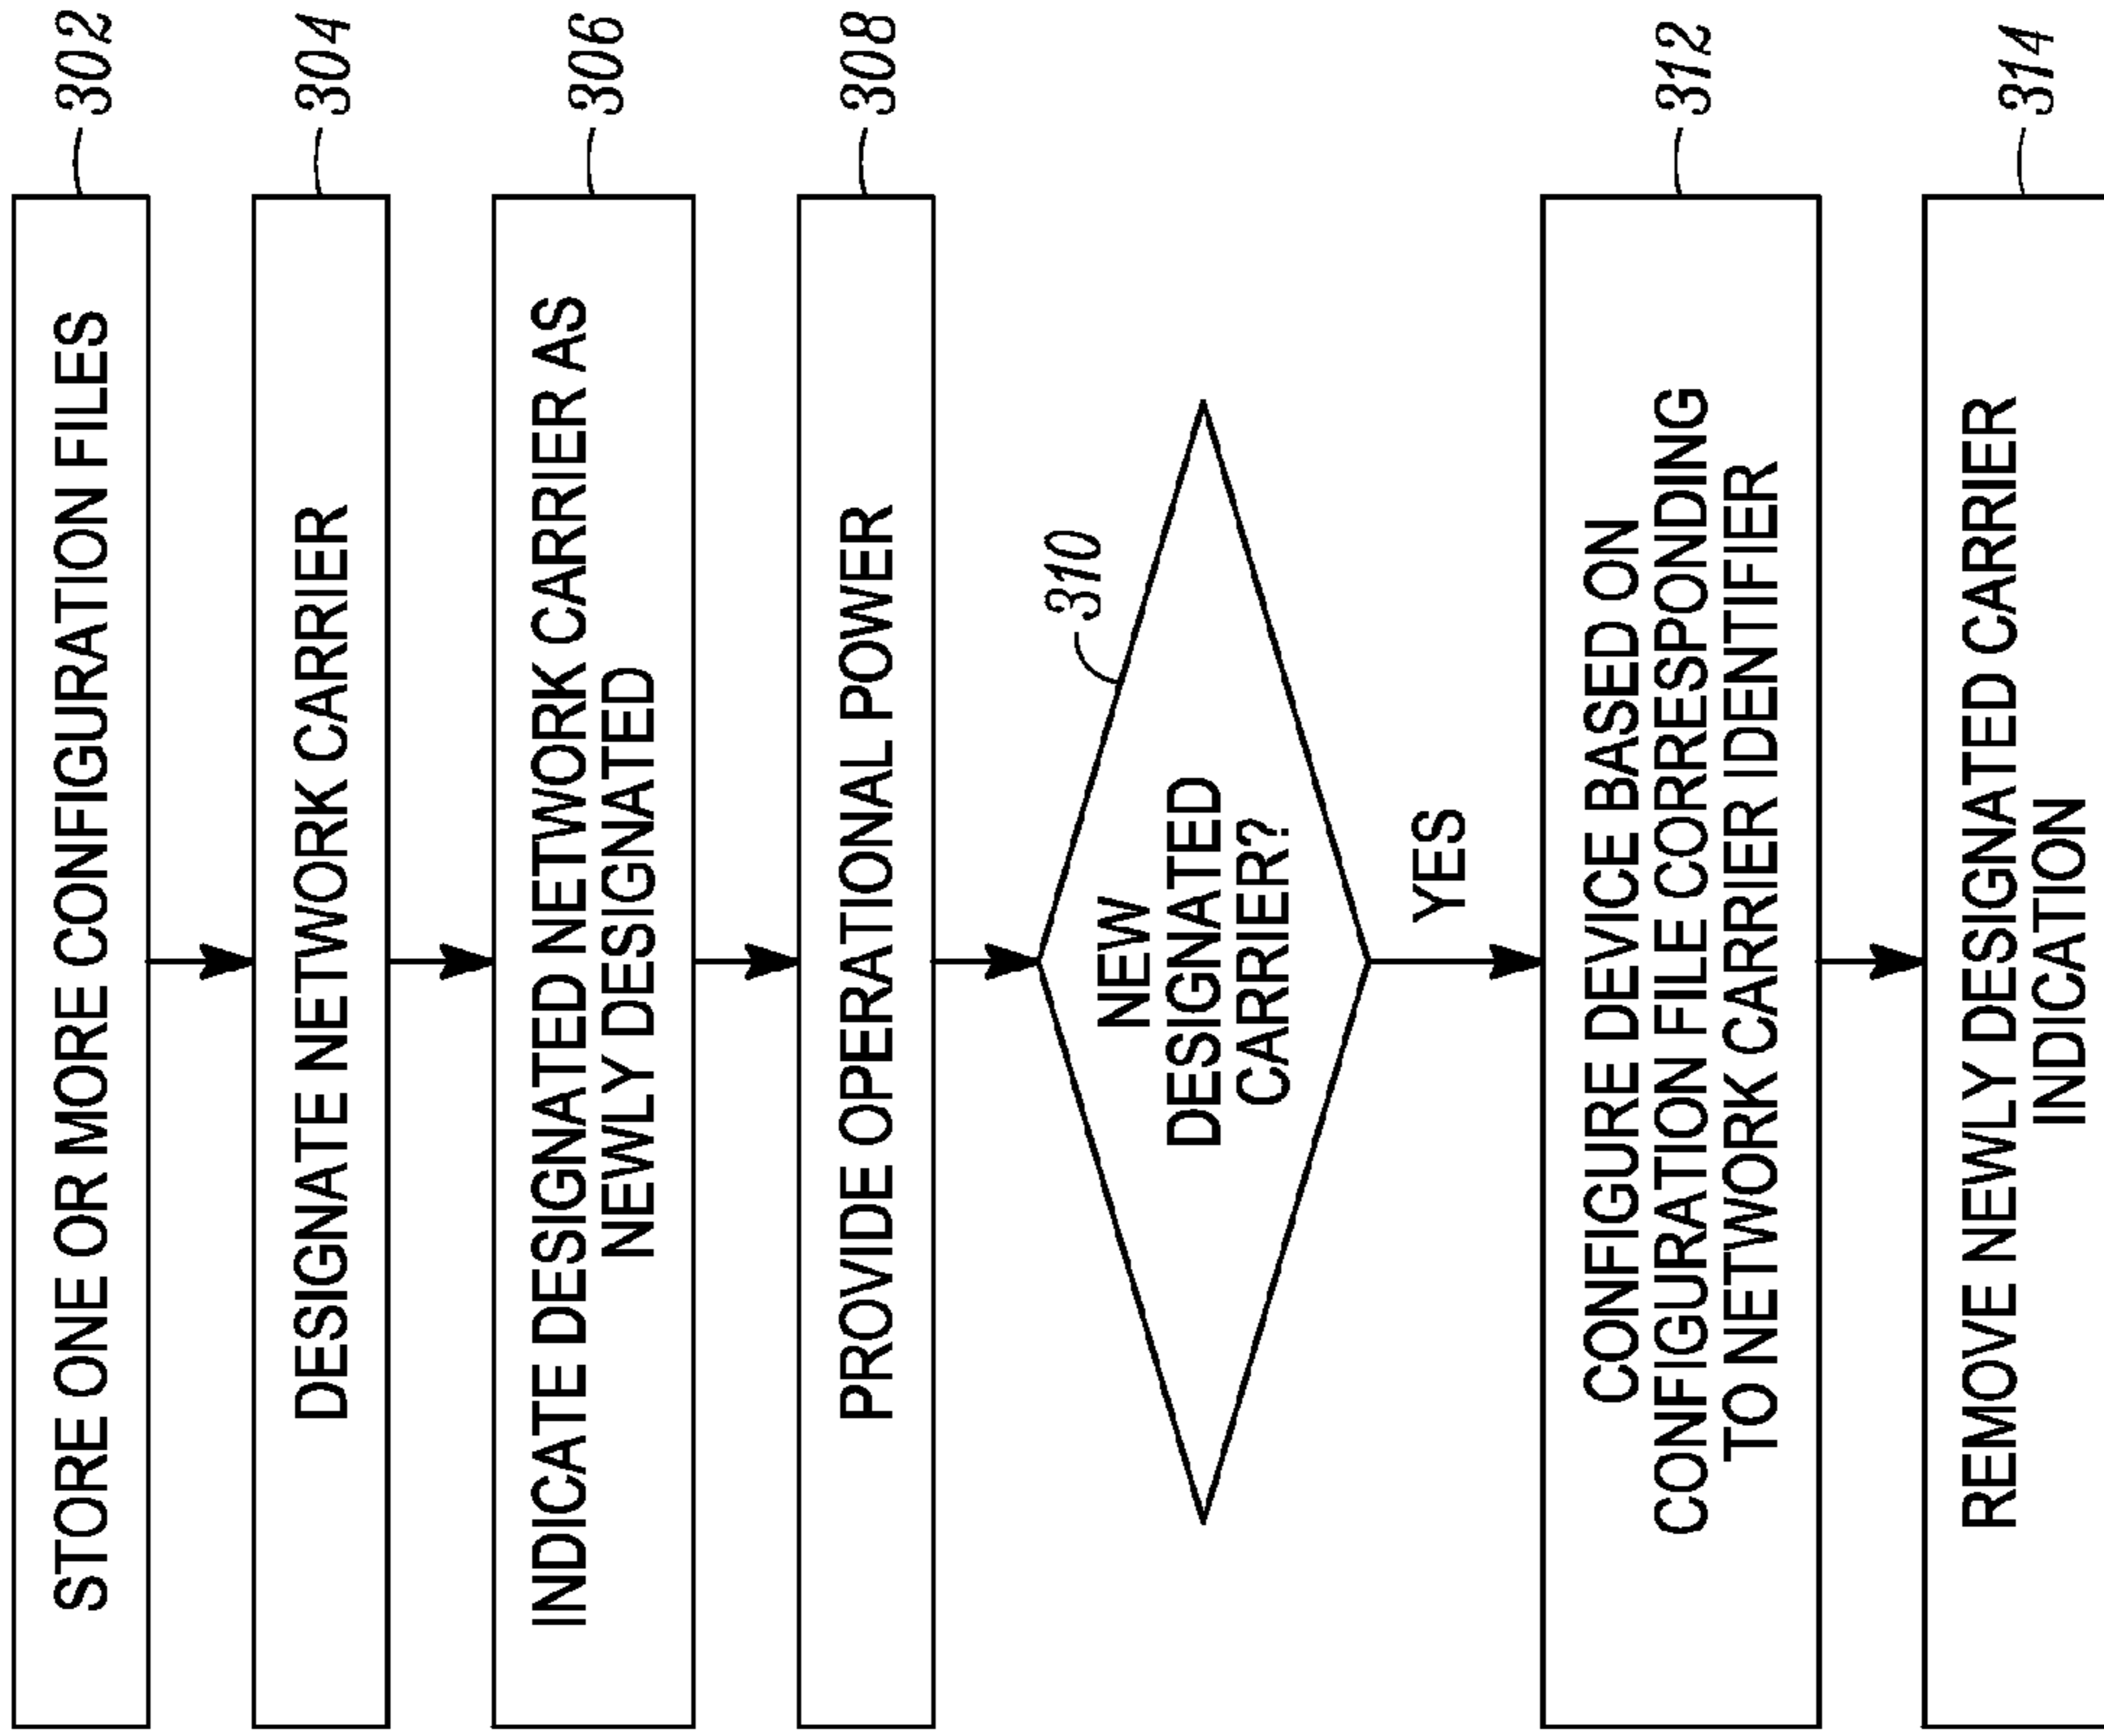 STORE ONE OR MORE CONFIGURATION FILES
302
DESIGNATE NETWORK CARRIER
304
INDICATE DESIGNATED NETWORK CARRIER AS
NEWLY DESIGNATED
306
PROVIDE OPERATIONAL POWER
308
310
NEW
DESIGNATED
CARRIER?
YES
CONFIGURE DEVICE BASED ON
CONFIGURATION FILE CORRESPONDING
TO NETWORK CARRIER IDENTIFIER
312
REMOVE NEWLY DESIGNATED CARRIER
INDICATION
314